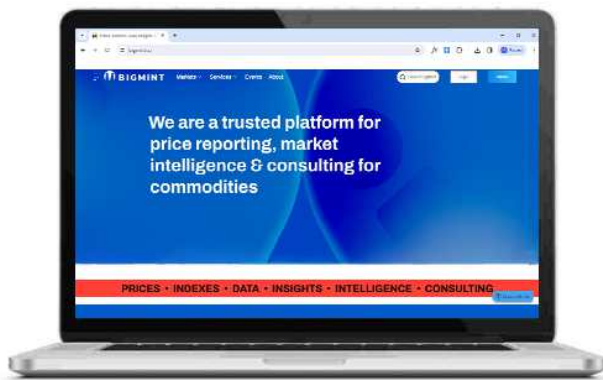 BIGMINT Markets Services Events About
We are a trusted platform for
price reporting, market
intelligence & consulting for
commodities
PRICES • INDEXES • DATA • INSIGHTS • INTELLIGENCE • CONSULTING